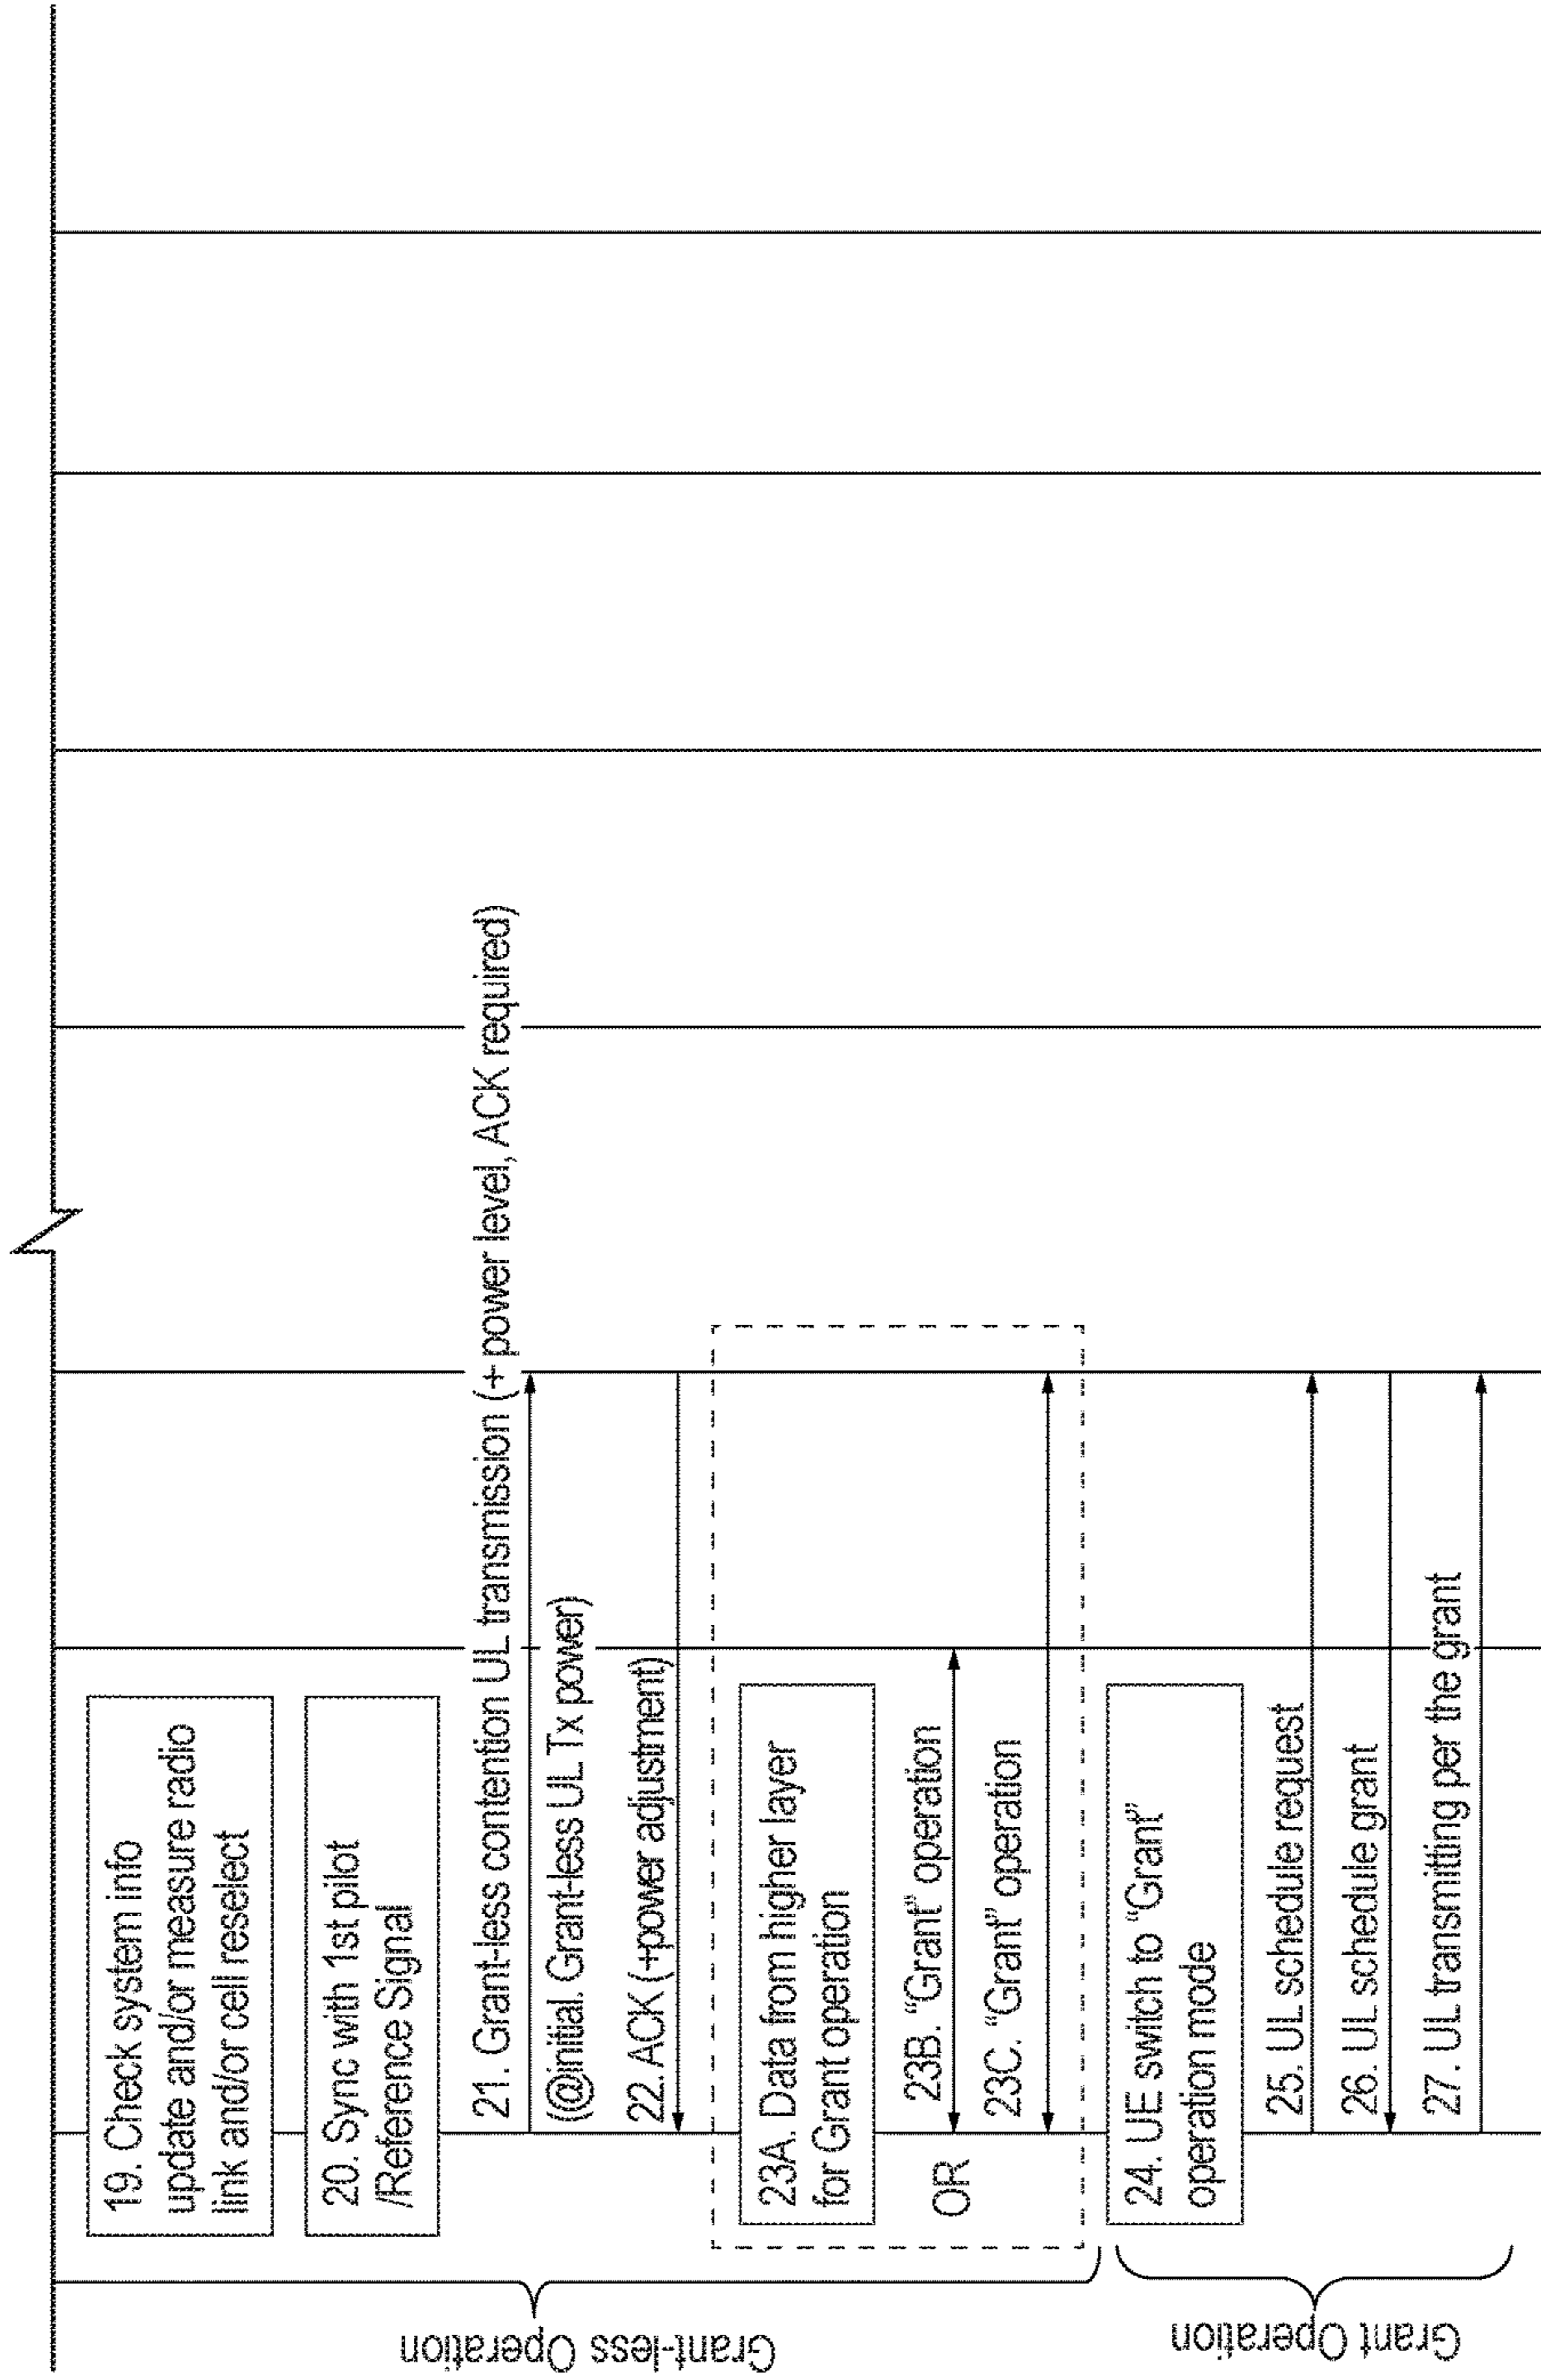 19. Check system info
update and/or measure radio
link and/or cell reselect
20. Sync with 1st pilot
/Reference Signal
21. Grant-less contention UL transmission (+ power level, ACK required)
(@initial. Grant-less UL Tx power)
22. ACK (+power adjustment)
23A. Data from higher layer
for Grant operation
23B. “Grant” operation
OR
23C. “Grant” operation
Grant-less Operation
24. UE switch to “Grant”
operation mode
25. UL schedule request
26. UL schedule grant
27. UL transmitting per the grant
Grant Operation